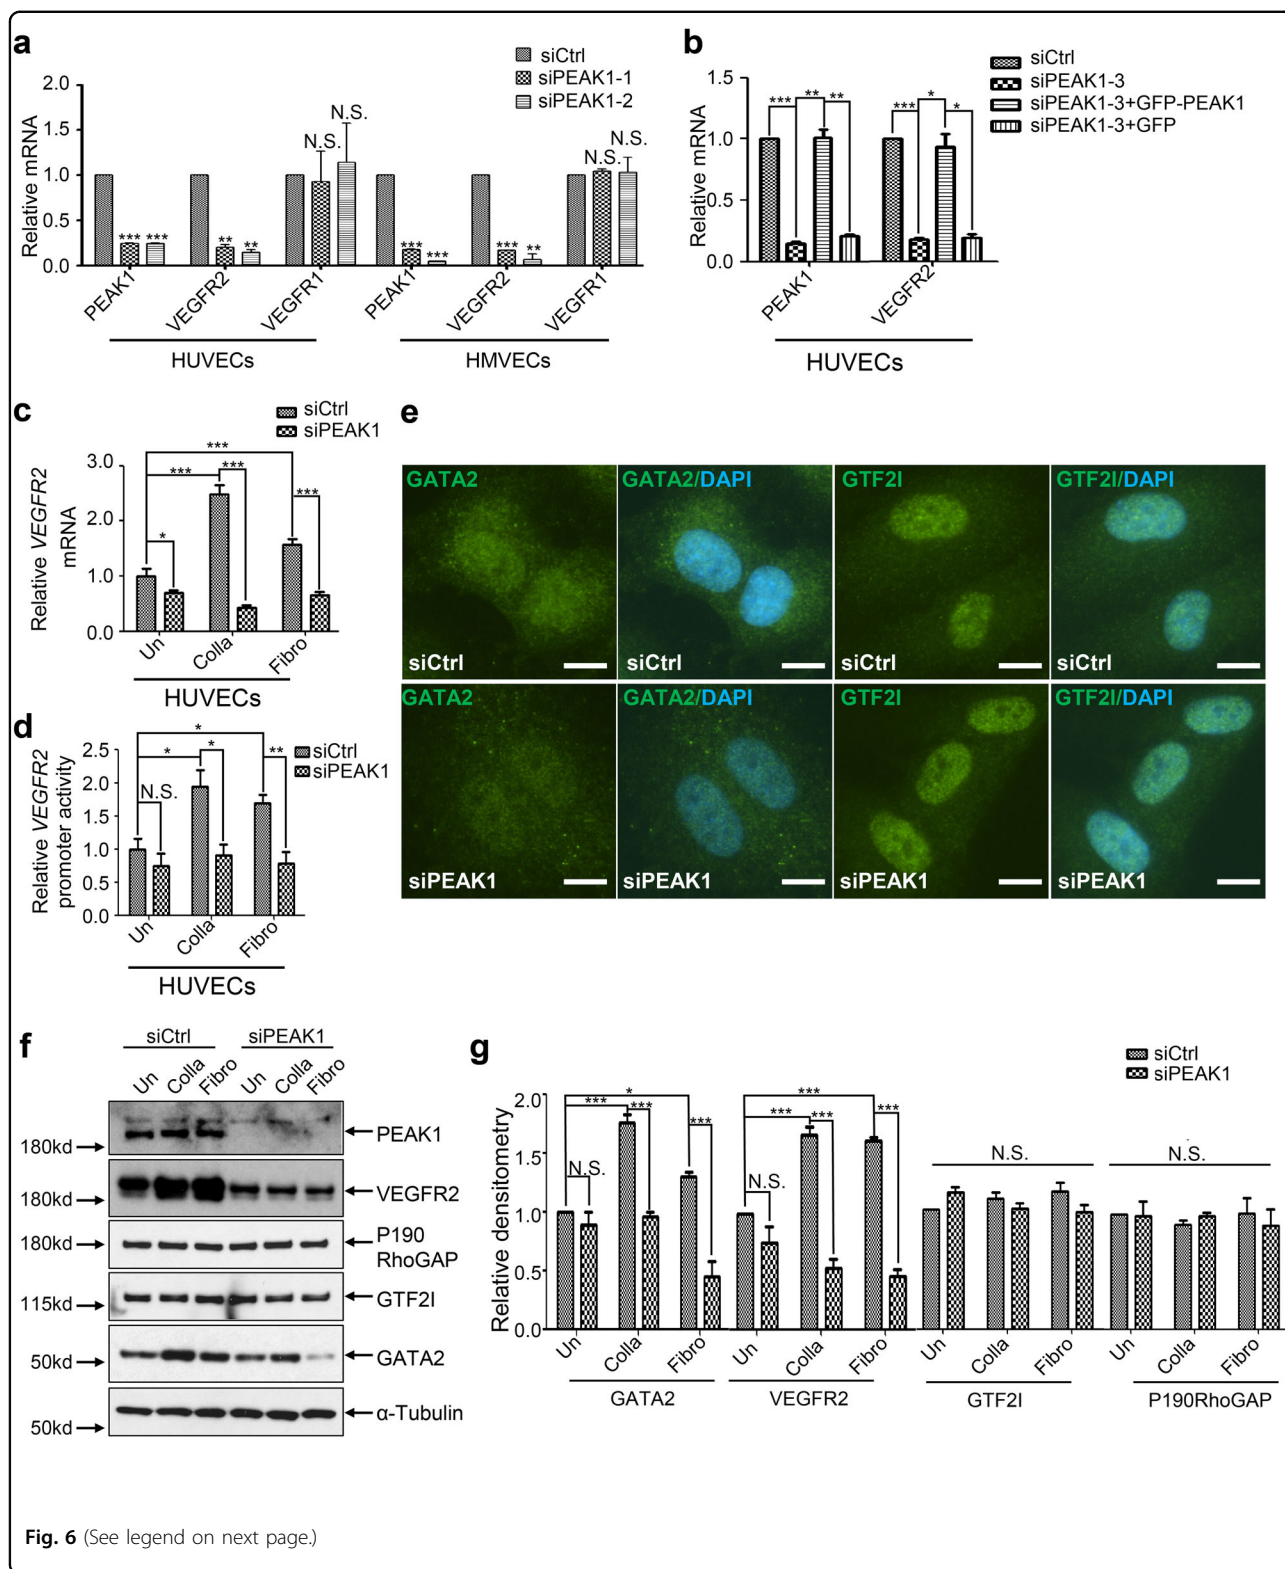 a
siCtrl
siPEAK1-1
siPEAK1-2
Relative mRNA
2.0
1.5
1.0
0.5
0.0
*** *** ** ** N.S. N.S. *** *** *** ** N.S. N.S.
PEAK1 VEGFR2 VEGFR1 PEAK1 VEGFR2 VEGFR1
HUVECs HMVECs
b
siCtrl
siPEAK1-3
siPEAK1-3+GFP-PEAK1
siPEAK1-3+GFP
Relative mRNA
1.5
1.0
0.5
0.0
*** ** ** *** * *
PEAK1 VEGFR2
HUVECs
c
siCtrl
siPEAK1
Relative VEGFR2
mRNA
3.0
2.0
1.0
0.0
***
*** ***
***
*
Un Colla Fibro
HUVECs
d
siCtrl
siPEAK1
Relative VEGFR2
promoter activity
2.5
2.0
1.5
1.0
0.5
0.0
*
* *
**
N.S.
Un Colla Fibro
HUVECs
e
GATA2 GATA2/DAPI GTF2I GTF2I/DAPI
siCtrl siCtrl siCtrl siCtrl
GATA2 GATA2/DAPI GTF2I GTF2I/DAPI
siPEAK1 siPEAK1 siPEAK1 siPEAK1
f
siCtrl siPEAK1
Un Colla Fibro Un Colla Fibro
180kd PEAK1
180kd VEGFR2
180kd P190
RhoGAP
115kd GTF2I
50kd GATA2
50kd α-Tubulin
g
siCtrl
siPEAK1
Relative densitometry
2.0
1.5
1.0
0.5
0.0
* ***
*** *** *** *** *** ***
N.S. N.S. N.S. N.S.
Un Colla Fibro Un Colla Fibro Un Colla Fibro Un Colla Fibro
GATA2 VEGFR2 GTF2I P190RhoGAP
Fig. 6 (See legend on next page.)